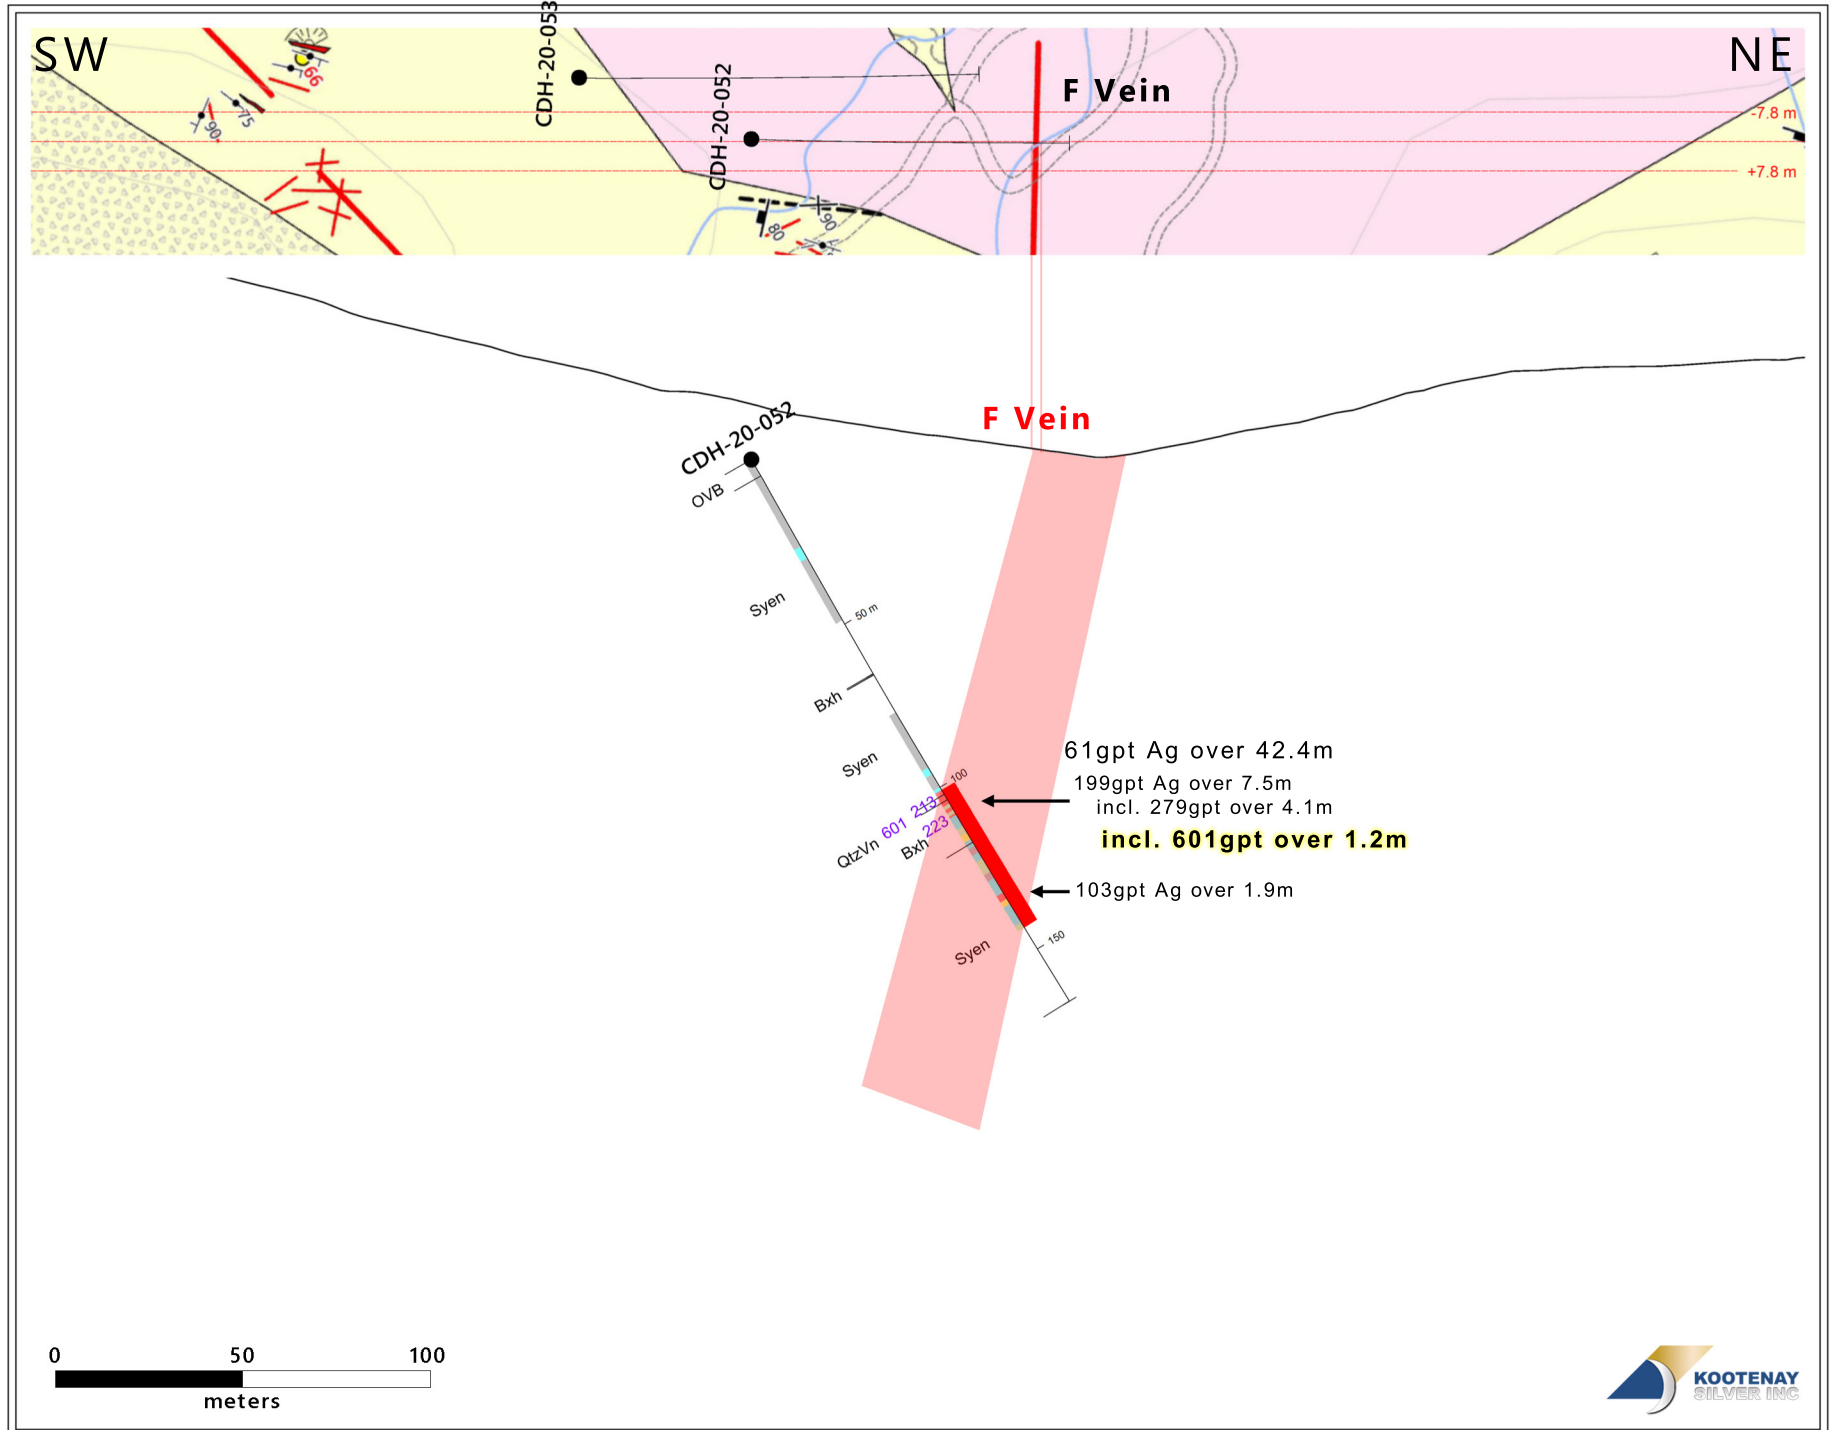 SW
NE
CDH-20-053
CDH-20-052
F Vein
-7.8 m
+7.8 m
66
75
90
80
90
F Vein
CDH-20-052
OVB
Syen
50 m
Bxh
Syen
100
213
601
223
QtzVn
Bxh
61gpt Ag over 42.4m
199gpt Ag over 7.5m
incl. 279gpt over 4.1m
incl. 601gpt over 1.2m
103gpt Ag over 1.9m
Syen
150
0 50 100
meters
KOOTENAY
SILVER INC